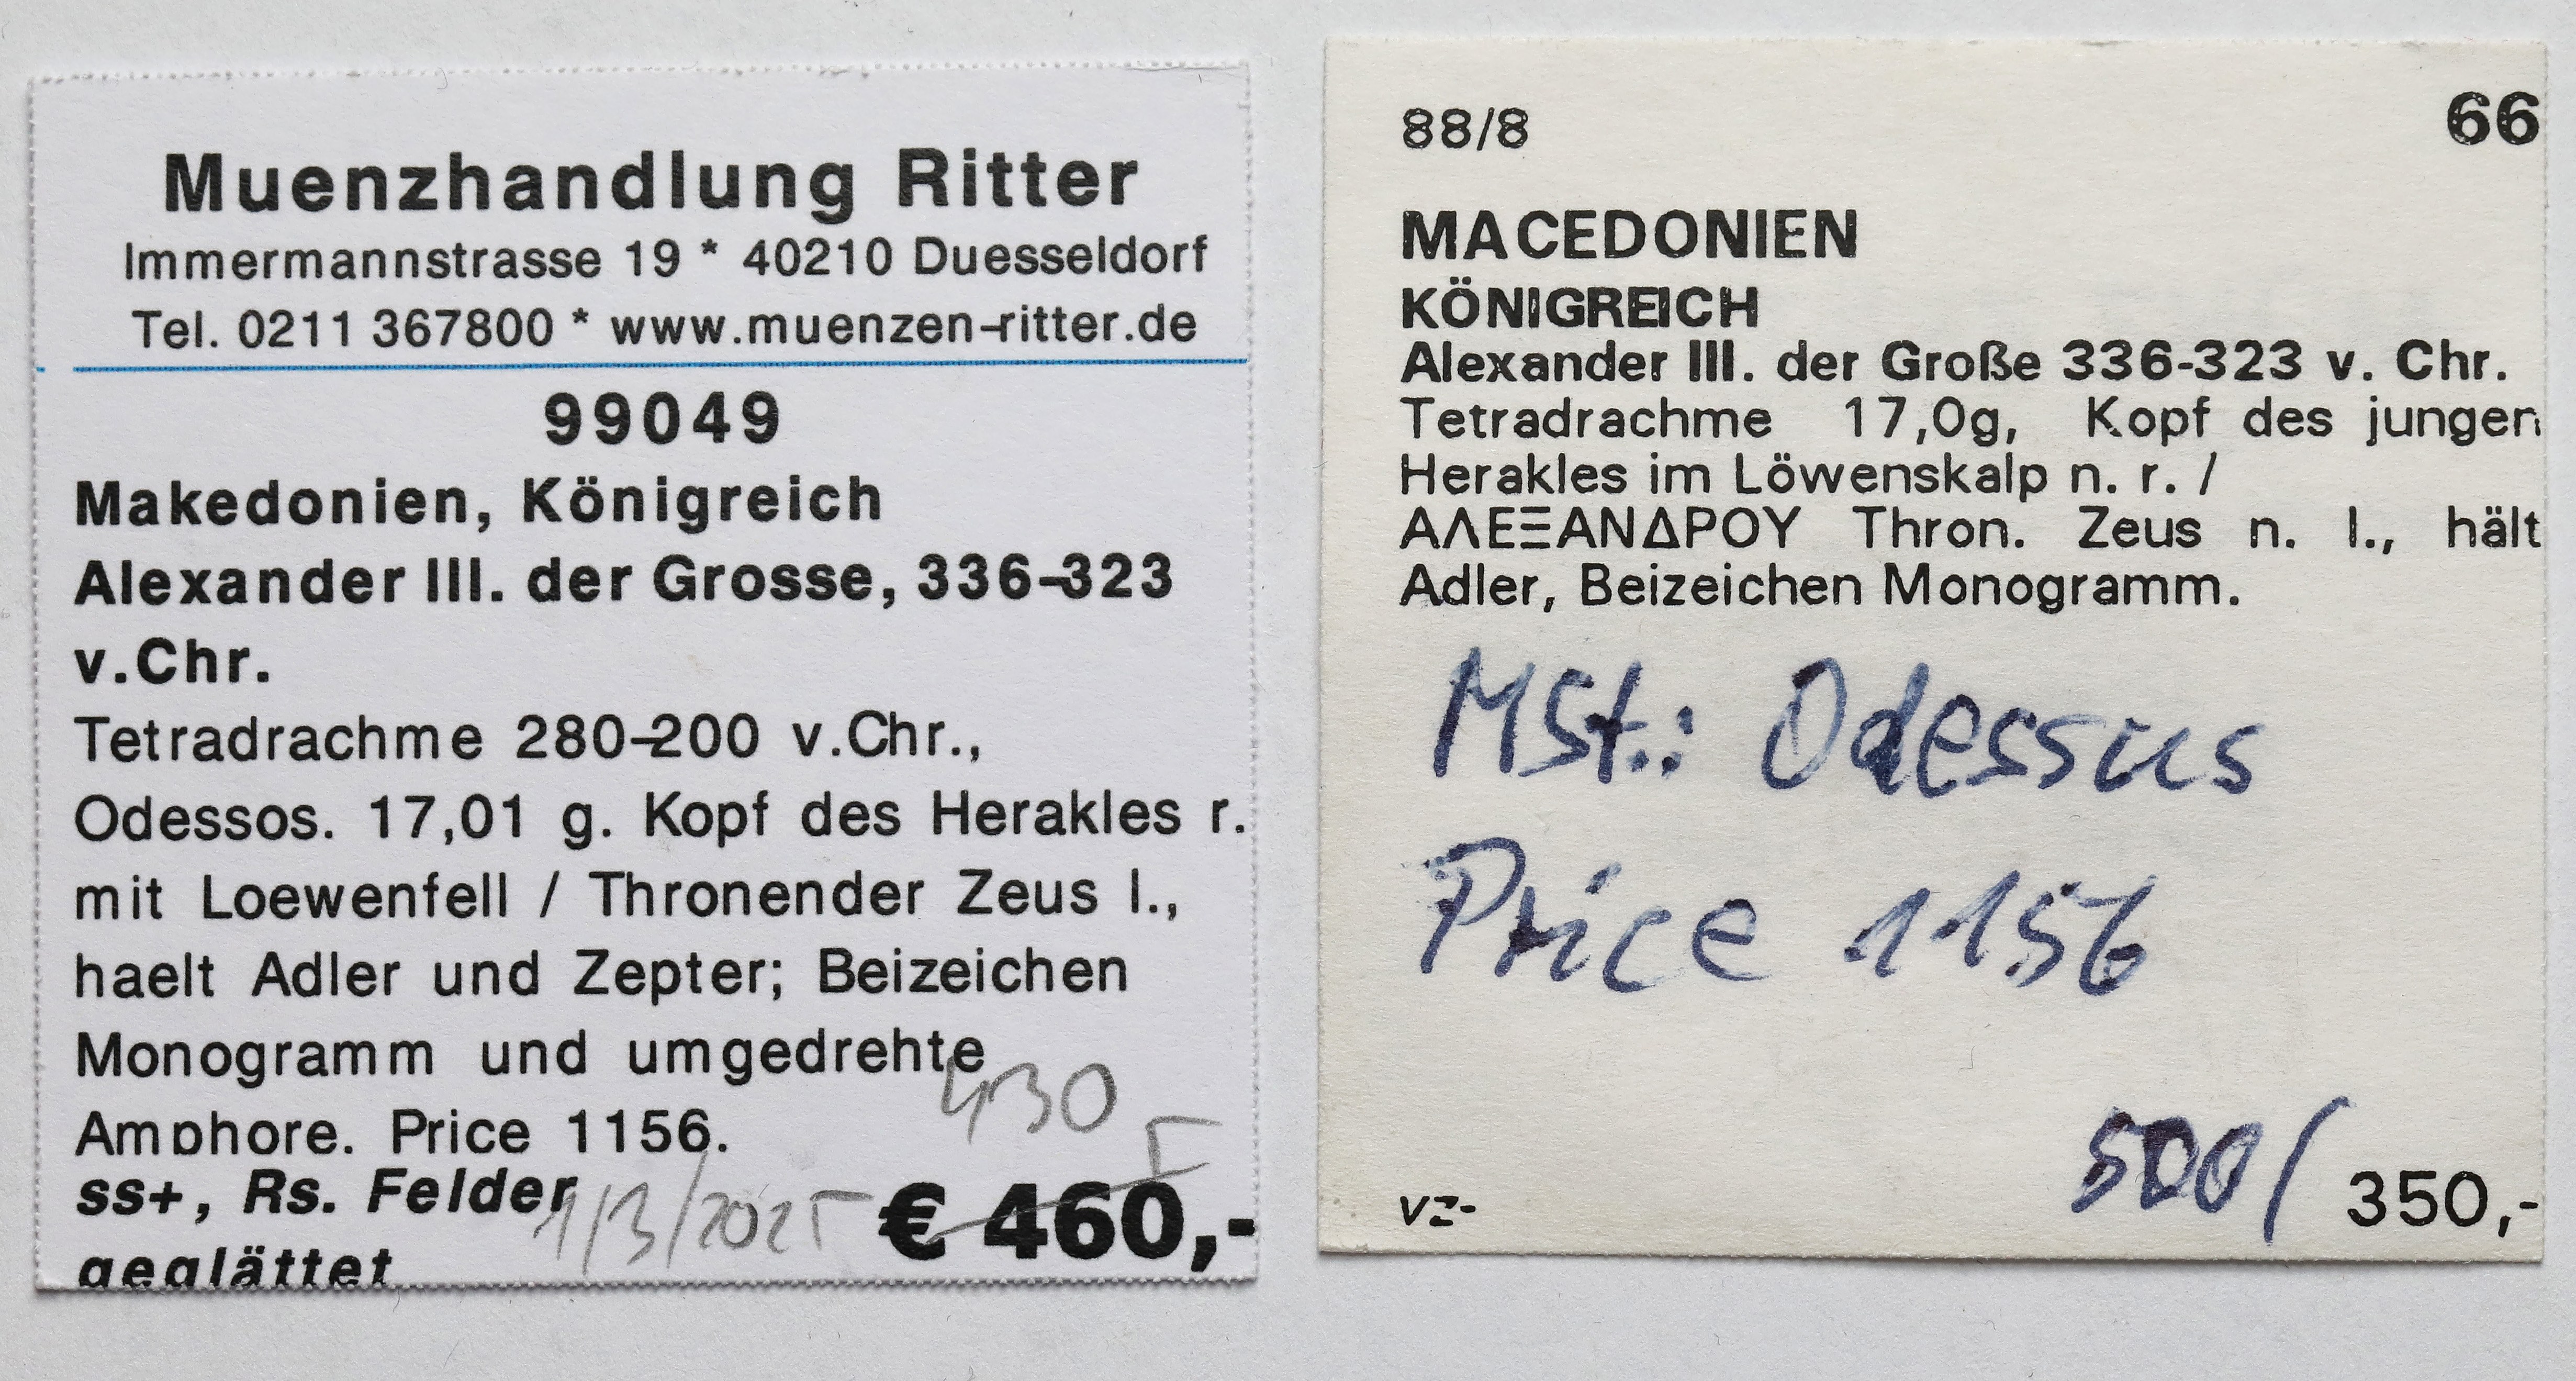 Muenzhandlung Ritter
Immermannstrasse 19 * 40210 Duesseldorf
Tel. 0211 367800 * www.muenzen-ritter.de
99049
Makedonien, Königreich
Alexander III. der Grosse, 336-323
v.Chr.
Tetradrachme 280-200 v.Chr.,
Odessos. 17,01 g. Kopf des Herakles r.
mit Loewenfell / Thronender Zeus l.,
haelt Adler und Zepter; Beizeichen
Monogramm und umgedrehte
430
Amphore. Price 1156.
ss+, Rs. Felder
1/3/2025
€ 460,-
geglättet
88/8
66
MACEDONIEN
KÖNIGREICH
Alexander III. der Große 336-323 v. Chr.
Tetradrachme 17,0g, Kopf des jungen
Herakles im Löwenskalp n. r. /
ΑΛΕΞΑΝΔΡΟΥ Thron. Zeus n. l., hält
Adler, Beizeichen Monogramm.
MSt.: Odessus
Price 1156
500/
vz-
350,-